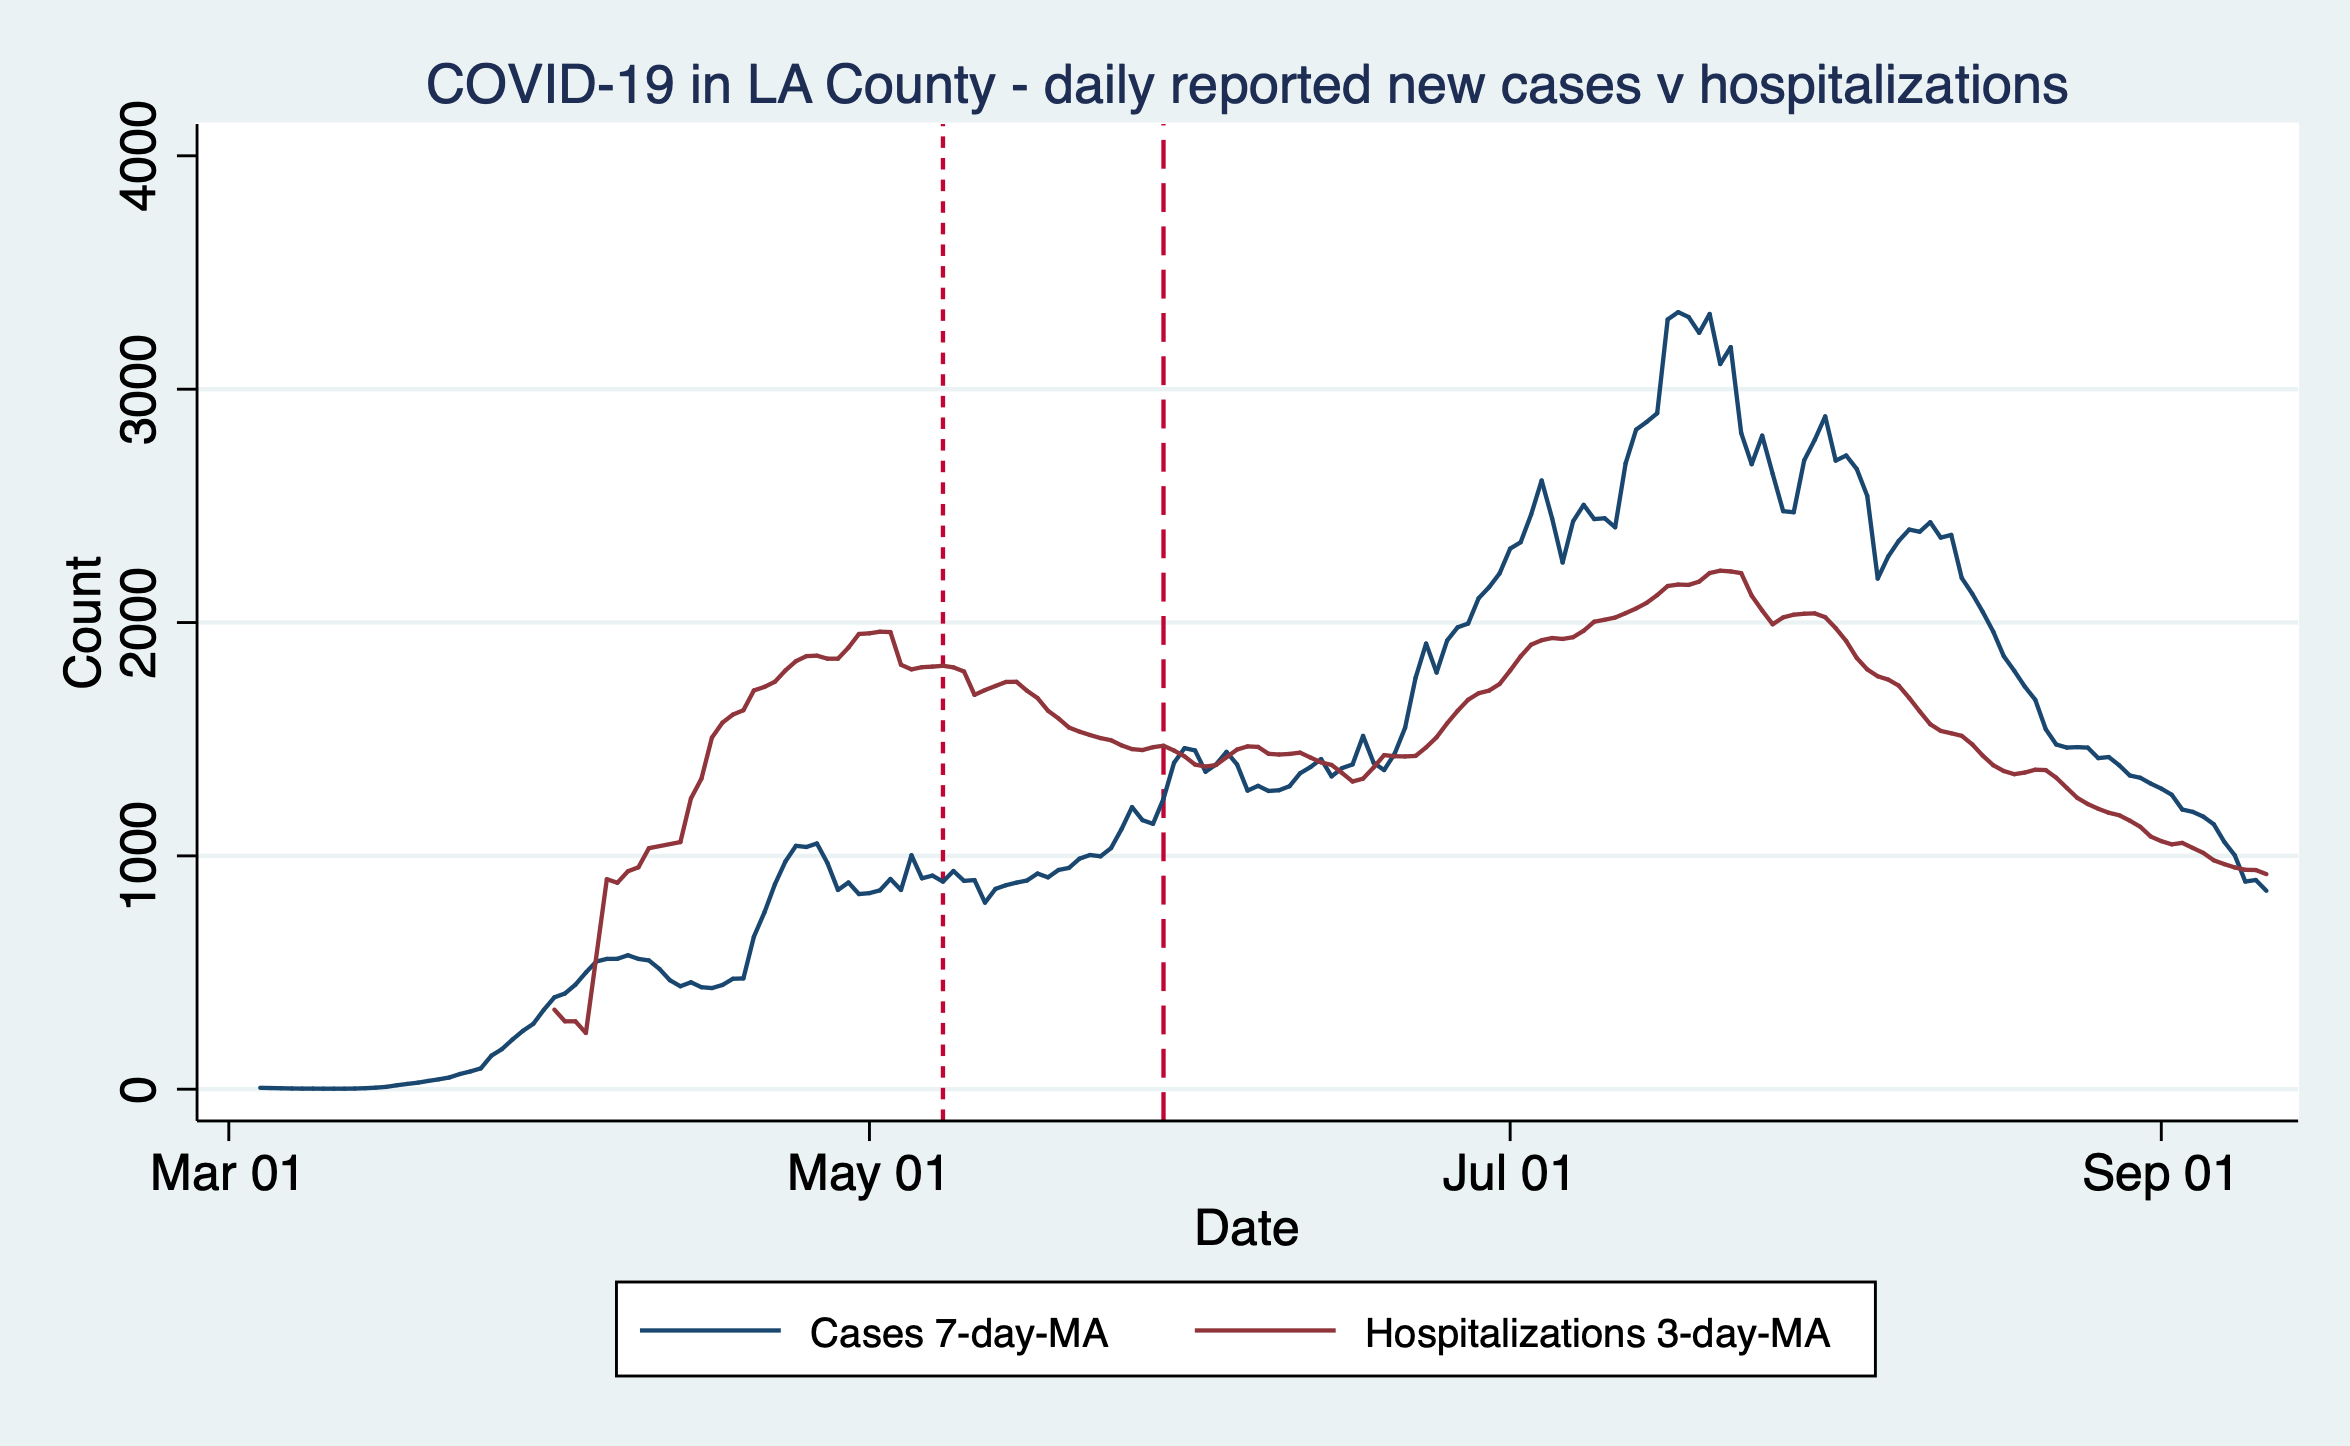 COVID-19 in LA County - daily reported new cases v hospitalizations
4000
3000
2000
1000
0
Count
Mar 01 May 01 Jul 01 Sep 01
Date
Cases 7-day-MA Hospitalizations 3-day-MA